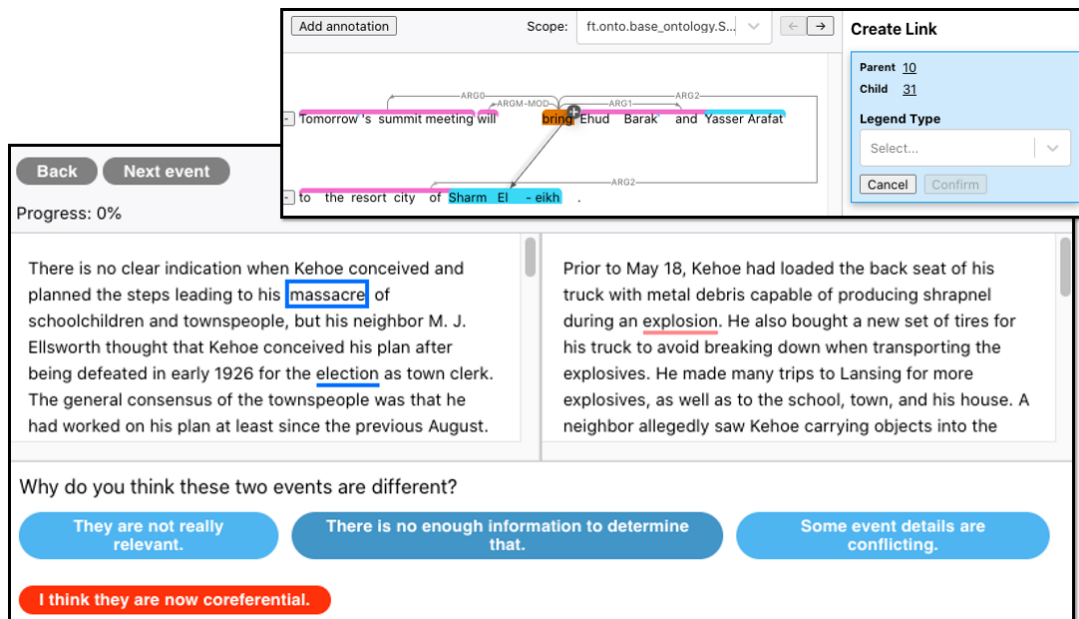 Add annotation
Scope:
ft.onto.base_ontology.S...
Create Link
Parent 10
Child 31
Legend Type
Select...
Cancel
Confirm
ARG0
ARGM-MOD
ARG1
ARG2
Tomorrow 's summit meeting will bring Ehud Barak and Yasser Arafat
ARG2
to the resort city of Sharm El - eikh .
Back
Next event
Progress: 0%
There is no clear indication when Kehoe conceived and
planned the steps leading to his massacre of
schoolchildren and townspeople, but his neighbor M. J.
Ellsworth thought that Kehoe conceived his plan after
being defeated in early 1926 for the election as town clerk.
The general consensus of the townspeople was that he
had worked on his plan at least since the previous August.
Prior to May 18, Kehoe had loaded the back seat of his
truck with metal debris capable of producing shrapnel
during an explosion. He also bought a new set of tires for
his truck to avoid breaking down when transporting the
explosives. He made many trips to Lansing for more
explosives, as well as to the school, town, and his house. A
neighbor allegedly saw Kehoe carrying objects into the
Why do you think these two events are different?
They are not really
relevant.
There is no enough information to determine
that.
Some event details are
conflicting.
I think they are now coreferential.